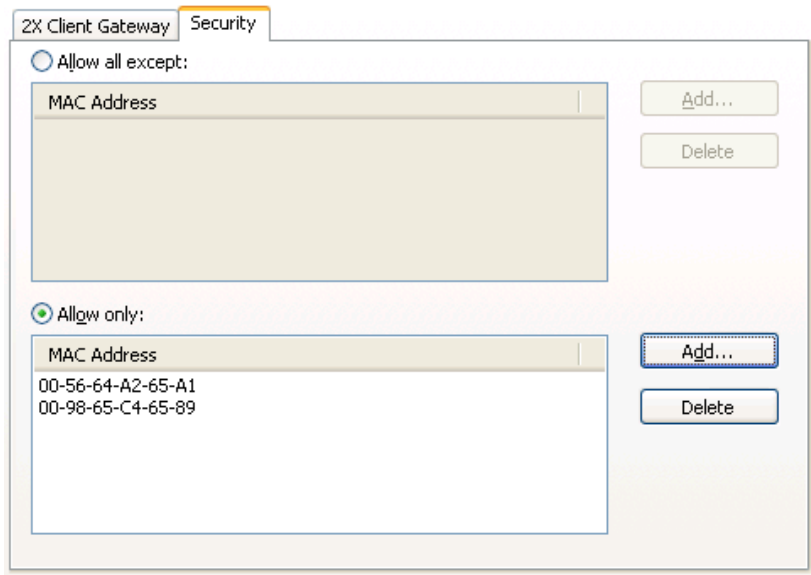 2X Client Gateway Security
Allow all except:
MAC Address
Add...
Delete
Allow only:
MAC Address
00-56-64-A2-65-A1
00-98-65-C4-65-89
Add...
Delete